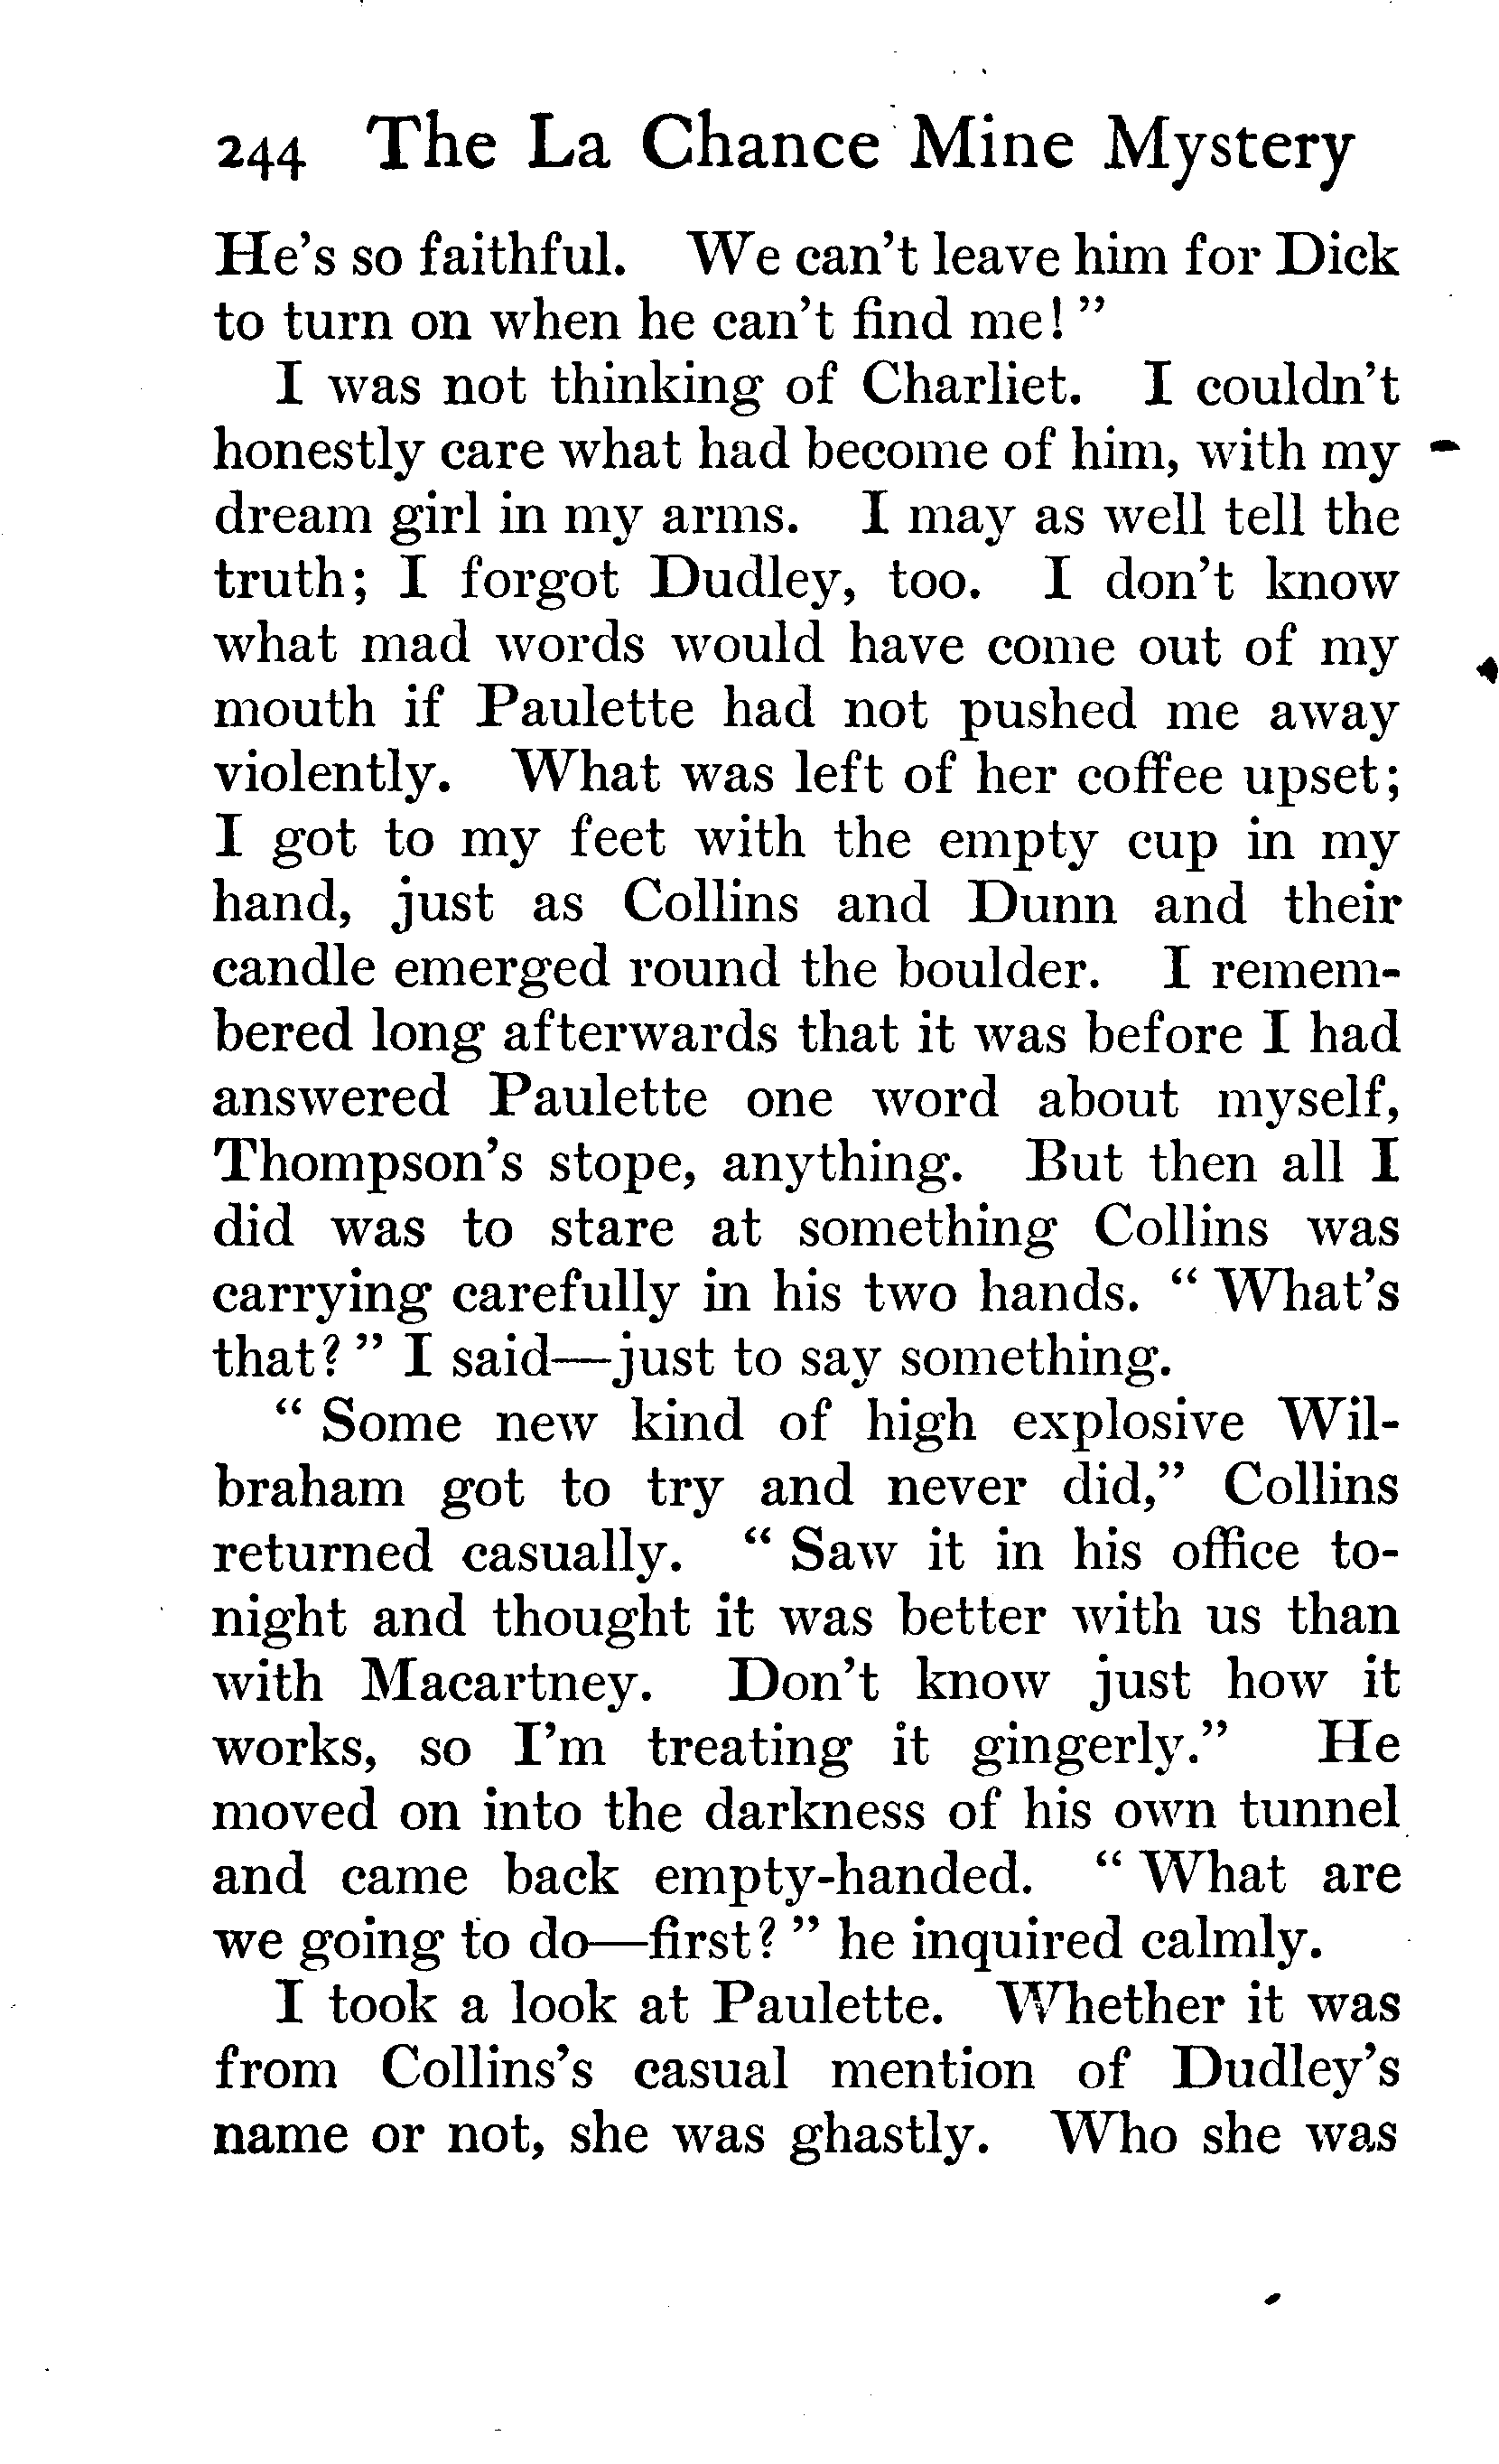 244 The La Chance Mine Mystery
He's so faithful. We can't leave him for Dick
to turn on when he can't find me! "
I was not thinking of Charliet. I couldn't
honestly care what had become of him, with my
dream girl in my arms. I may as well tell the
truth; I forgot Dudley, too. I don't know
what mad words would have come out of my
mouth if Paulette had not pushed me away
violently. What was left of her coffee upset;
I got to my feet with the empty cup in my
hand, just as Collins and Dunn and their
candle emerged round the boulder. I remem-
bered long afterwards that it was before I had
answered Paulette one word about myself,
Thompson's stope, anything. But then all I
did was to stare at something Collins was
carrying carefully in his two hands. " What's
that? " I said—just to say something.
" Some new kind of high explosive Wil-
braham got to try and never did," Collins
returned casually. " Saw it in his office to-
night and thought it was better with us than
with Macartney. Don't know just how it
works, so I'm treating it gingerly." He
moved on into the darkness of his own tunnel
and came back empty-handed. " What are
we going to do—first? " he inquired calmly.
I took a look at Paulette. Whether it was
from Collins's casual mention of Dudley's
name or not, she was ghastly. Who she was